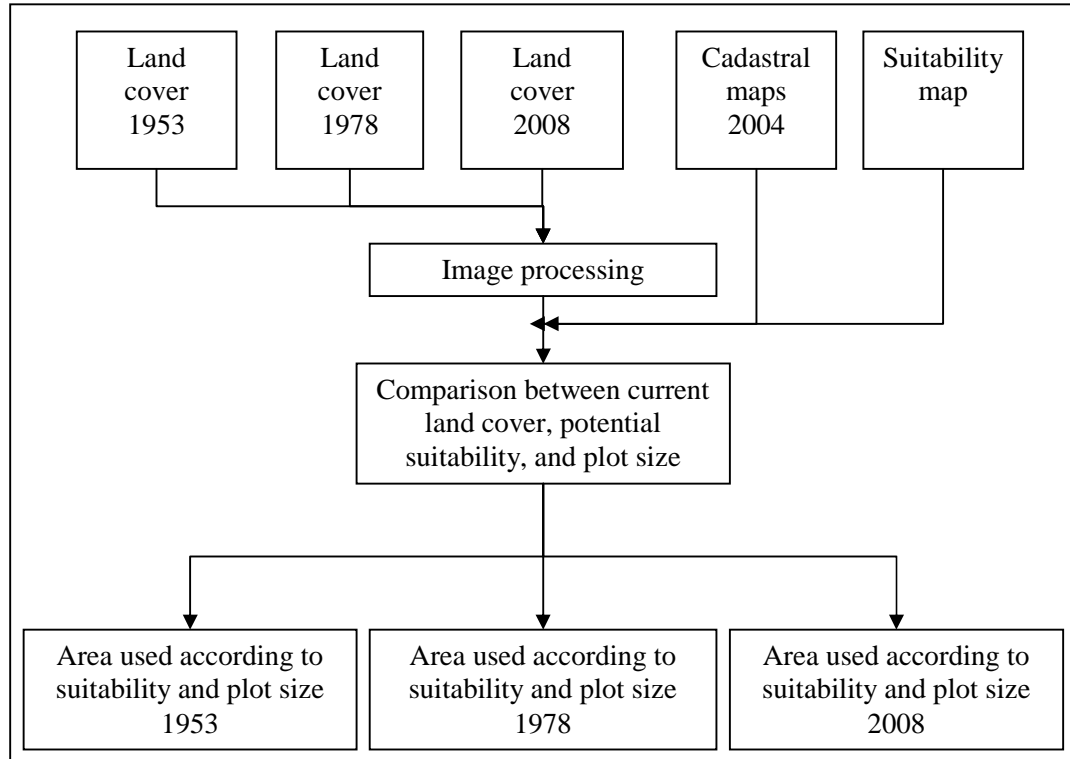 Land
cover
1953
Land
cover
1978
Land
cover
2008
Cadastral
maps
2004
Suitability
map
Image processing
Comparison between current
land cover, potential
suitability, and plot size
Area used according to
suitability and plot size
1953
Area used according to
suitability and plot size
1978
Area used according to
suitability and plot size
2008